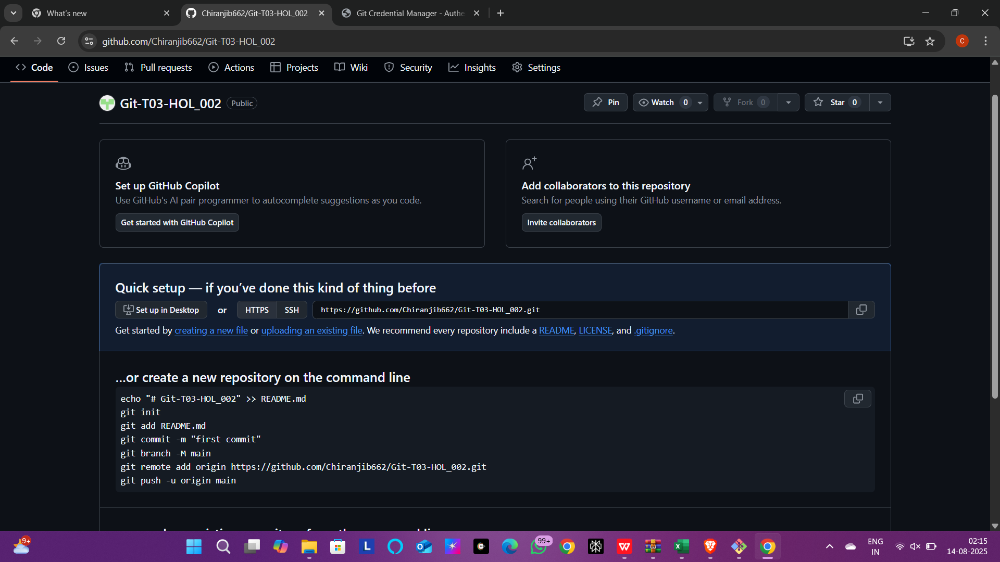 What's new
Chiranjib662/Git-T03-HOL_002
Git Credential Manager - Authe
github.com/Chiranjib662/Git-T03-HOL_002
C
Code
Issues
Pull requests
Actions
Projects
Wiki
Security
Insights
Settings
Git-T03-HOL_002
Public
Pin
Watch 0
Fork 0
Star 0
Set up GitHub Copilot
Use GitHub's AI pair programmer to autocomplete suggestions as you code.
Get started with GitHub Copilot
Add collaborators to this repository
Search for people using their GitHub username or email address.
Invite collaborators
Quick setup — if you’ve done this kind of thing before
Set up in Desktop or HTTPS SSH https://github.com/Chiranjib662/Git-T03-HOL_002.git
Get started by creating a new file or uploading an existing file. We recommend every repository include a README, LICENSE, and .gitignore.
…or create a new repository on the command line
echo "# Git-T03-HOL_002" >> README.md
git init
git add README.md
git commit -m "first commit"
git branch -M main
git remote add origin https://github.com/Chiranjib662/Git-T03-HOL_002.git
git push -u origin main
9+
L
99+
ENG
IN
02:15
14-08-2025